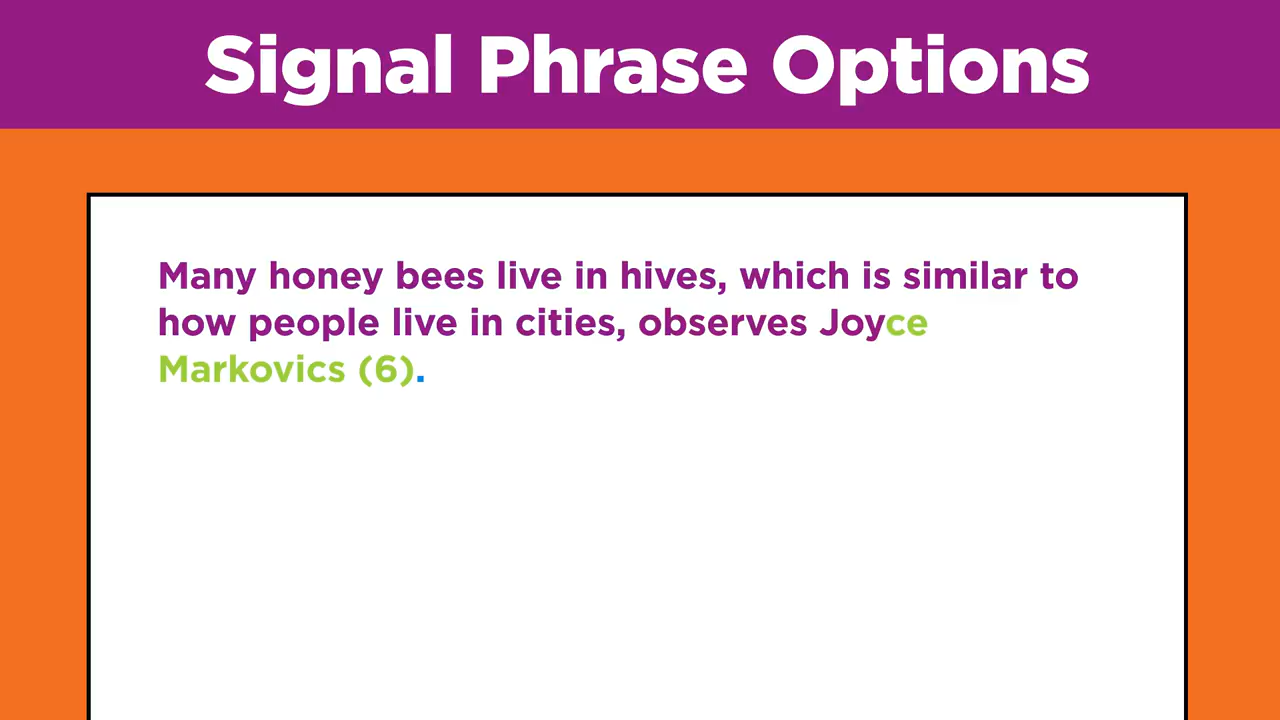 Signal Phrase Options
Many honey bees live in hives, which is similar to
how people live in cities, observes Joyce
Markovics (6).